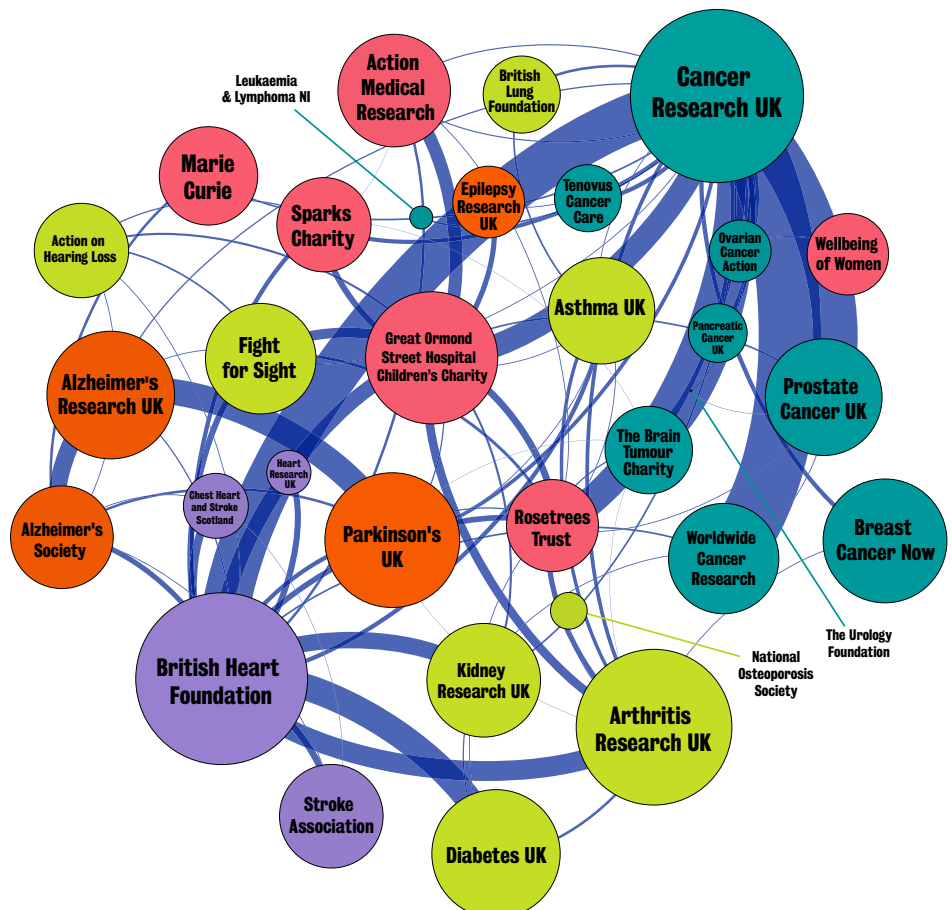 Action
Medical
Research
British
Lung
Foundation
Cancer
Research UK
Leukaemia
& Lymphoma NI
Marie
Curie
Sparks
Charity
Epilepsy
Research
UK
Tenovus
Cancer
Care
Action on
Hearing Loss
Ovarian
Cancer
Action
Wellbeing
of Women
Asthma UK
Fight
for Sight
Great Ormond
Street Hospital
Children's Charity
Pancreatic
Cancer
UK
Alzheimer's
Research UK
Prostate
Cancer UK
The Brain
Tumour
Charity
Heart
Research
UK
Chest Heart
and Stroke
Scotland
Alzheimer's
Society
Parkinson's
UK
Rosetrees
Trust
Worldwide
Cancer
Research
Breast
Cancer Now
The Urology
Foundation
National
Osteoporosis
Society
British Heart
Foundation
Kidney
Research UK
Arthritis
Research UK
Stroke
Association
Diabetes UK